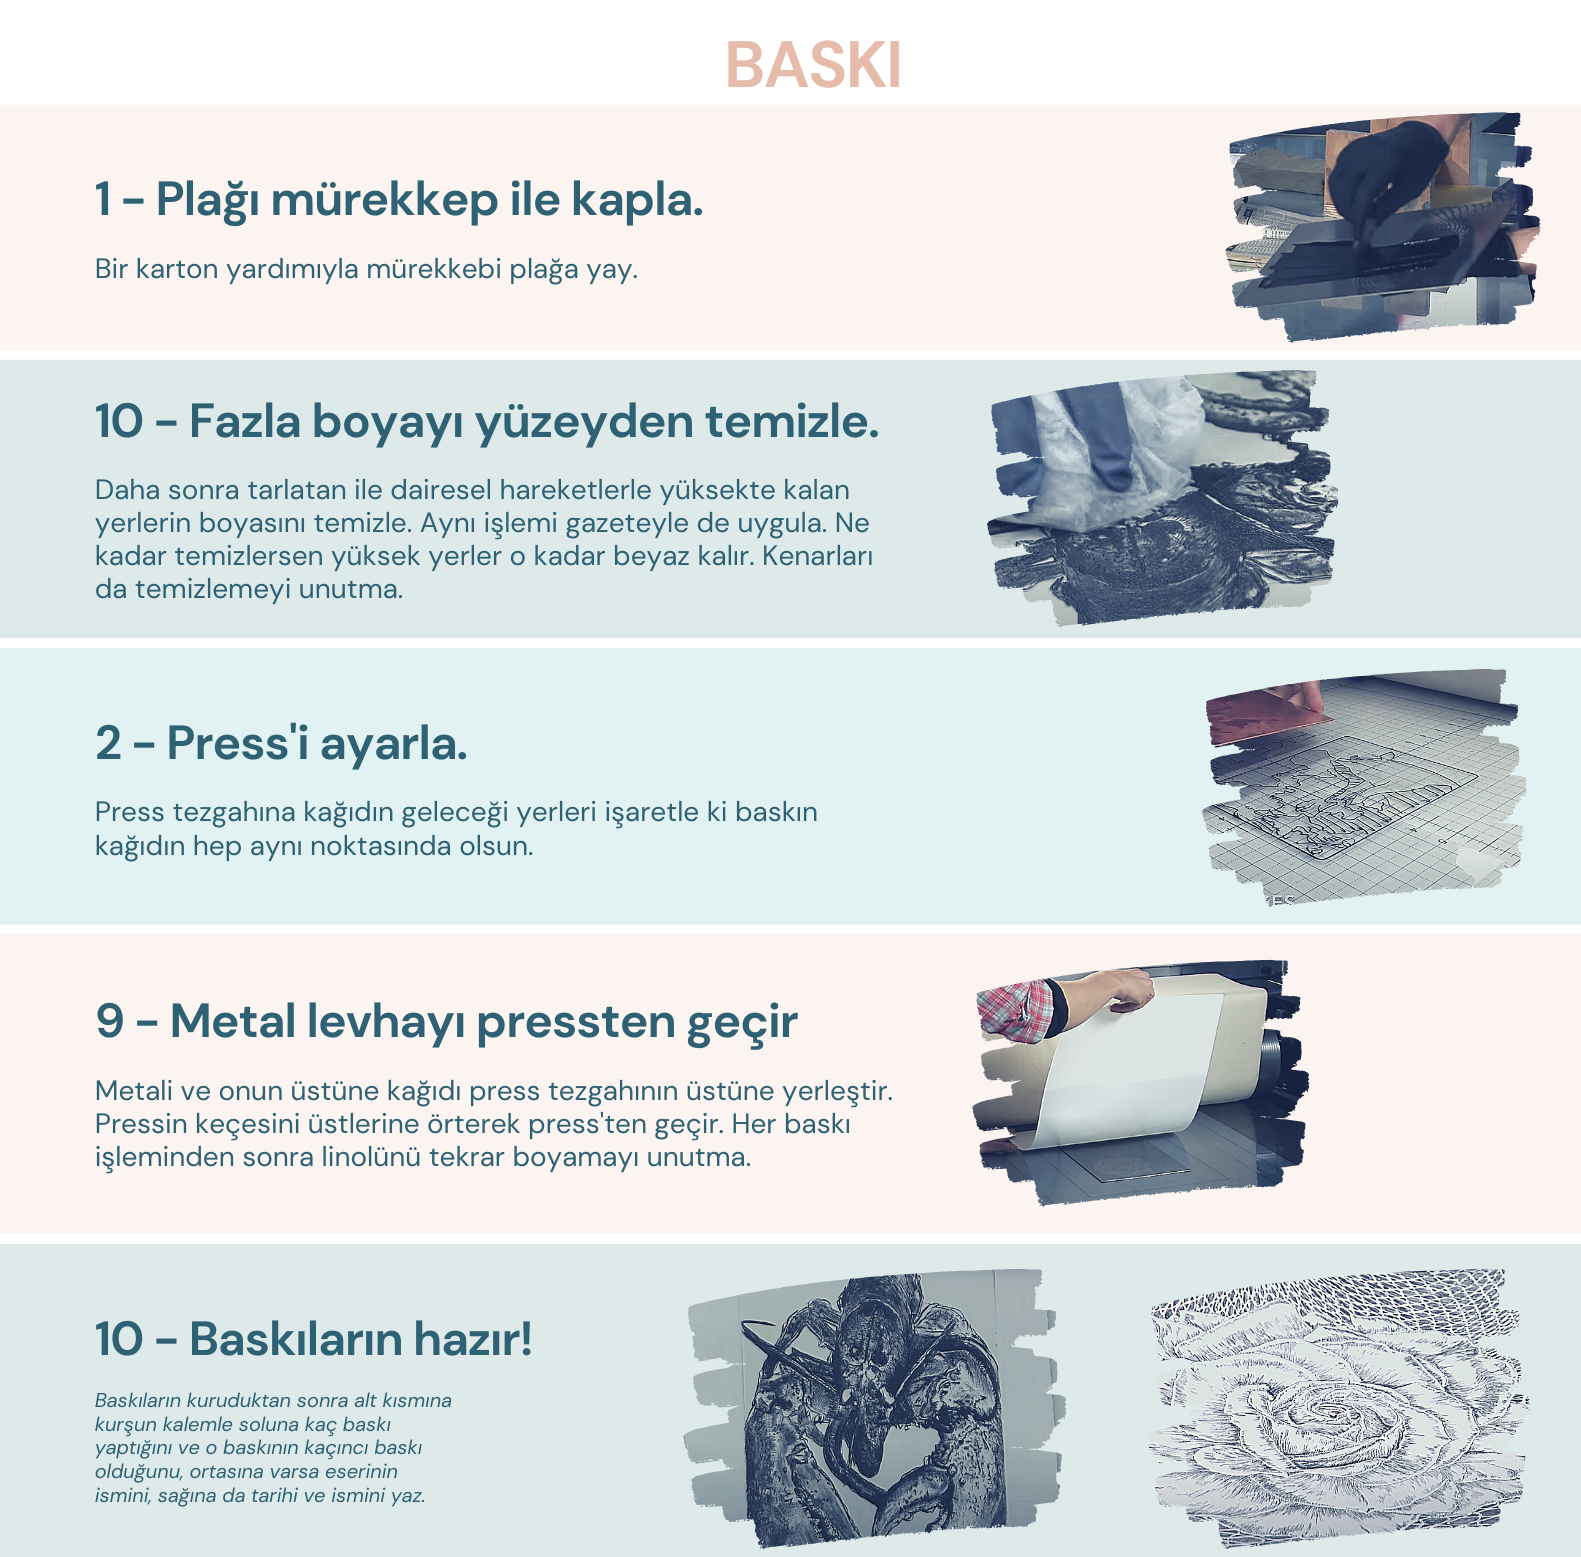 BASKI
1 – Plağı mürekkep ile kapla.
Bir karton yardımıyla mürekkebi plağa yay.
10 – Fazla boyayı yüzeyden temizle.
Daha sonra tarlatan ile dairesel hareketlerle yüksekte kalan
yerlerin boyasını temizle. Aynı işlemi gazeteyle de uygula. Ne
kadar temizlersen yüksek yerler o kadar beyaz kalır. Kenarları
da temizlemeyi unutma.
2 – Press'i ayarla.
Press tezgahına kağıdın geleceği yerleri işaretle ki baskın
kağıdın hep aynı noktasında olsun.
9 – Metal levhayı pressten geçir
Metali ve onun üstüne kağıdı press tezgahının üstüne yerleştir.
Pressin keçesini üstlerine örterek press'ten geçir. Her baskı
işleminden sonra linolünü tekrar boyamayı unutma.
10 – Baskıların hazır!
Baskıların kuruduktan sonra alt kısmına
kurşun kalemle soluna kaç baskı
yaptığını ve o baskının kaçıncı baskı
olduğunu, ortasına varsa eserinin
ismini, sağına da tarihi ve ismini yaz.